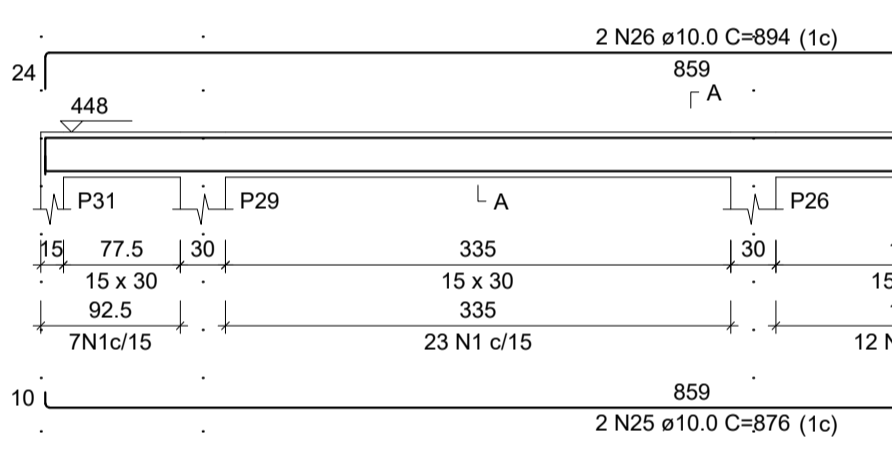 2 N26 ø10.0 C=894 (1c)
24
859
A
448
P31
P29
A
P26
15
77.5
30
335
30
15 x 30
15 x 30
15
92.5
335
7N1c/15
23 N1 c/15
12 N
10
859
2 N25 ø10.0 C=876 (1c)